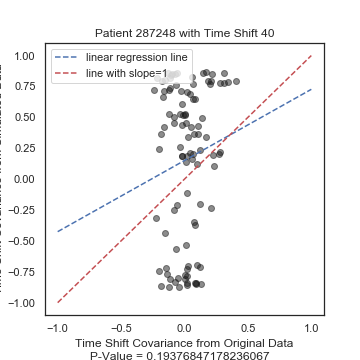 Patient 287248 with Time Shift 40
linear regression line
line with slope=1
1.00
0.75
0.50
0.25
0.00
−0.25
−0.50
−0.75
−1.00
−1.0
−0.5
0.0
0.5
1.0
Time Shift Covariance from Original Data
P-Value = 0.19376847178236067